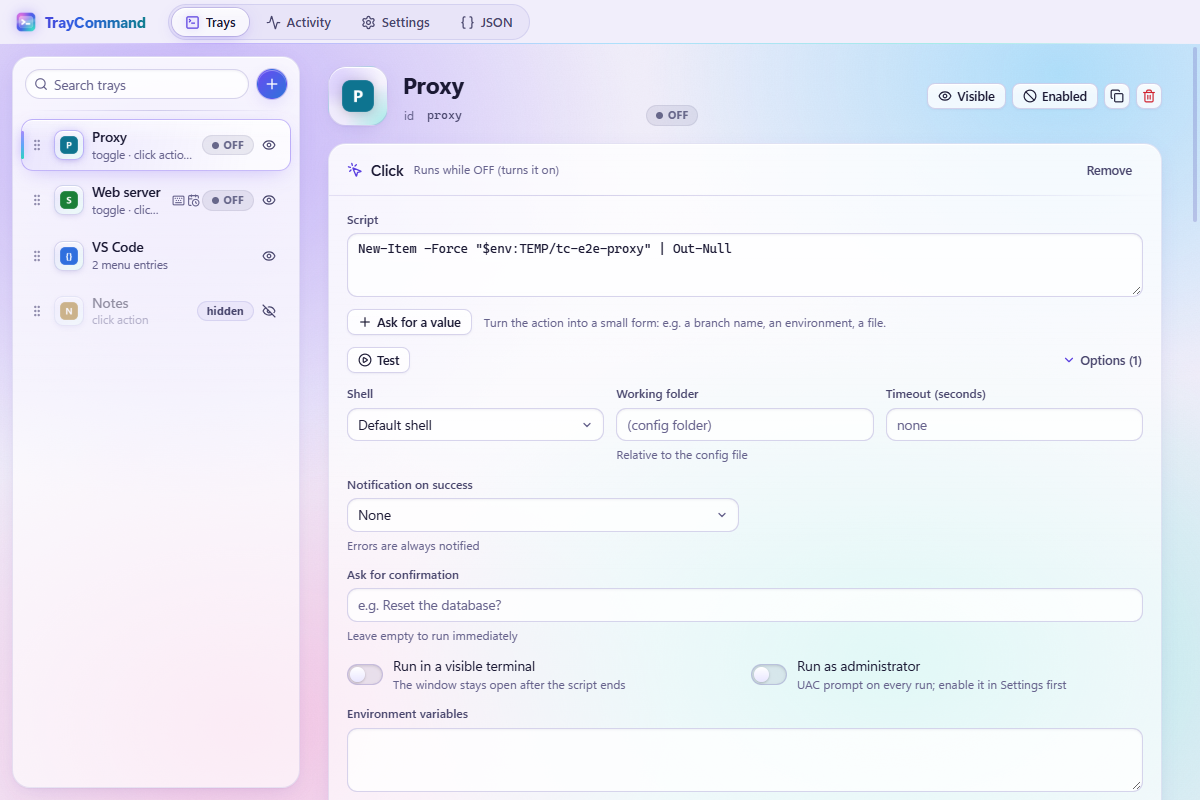 TrayCommand
Trays
Activity
Settings
{ } JSON
Search trays
P
Proxy
toggle · click actio...
OFF
S
Web server
toggle · clic...
OFF
VS Code
2 menu entries
N
Notes
click action
hidden
P
Proxy
id proxy
OFF
Visible
Enabled
Click
Runs while OFF (turns it on)
Remove
Script
New-Item -Force "$env:TEMP/tc-e2e-proxy" | Out-Null
Ask for a value
Turn the action into a small form: e.g. a branch name, an environment, a file.
Test
Options (1)
Shell
Working folder
Timeout (seconds)
Default shell
(config folder)
none
Relative to the config file
Notification on success
None
Errors are always notified
Ask for confirmation
e.g. Reset the database?
Leave empty to run immediately
Run in a visible terminal
The window stays open after the script ends
Run as administrator
UAC prompt on every run; enable it in Settings first
Environment variables